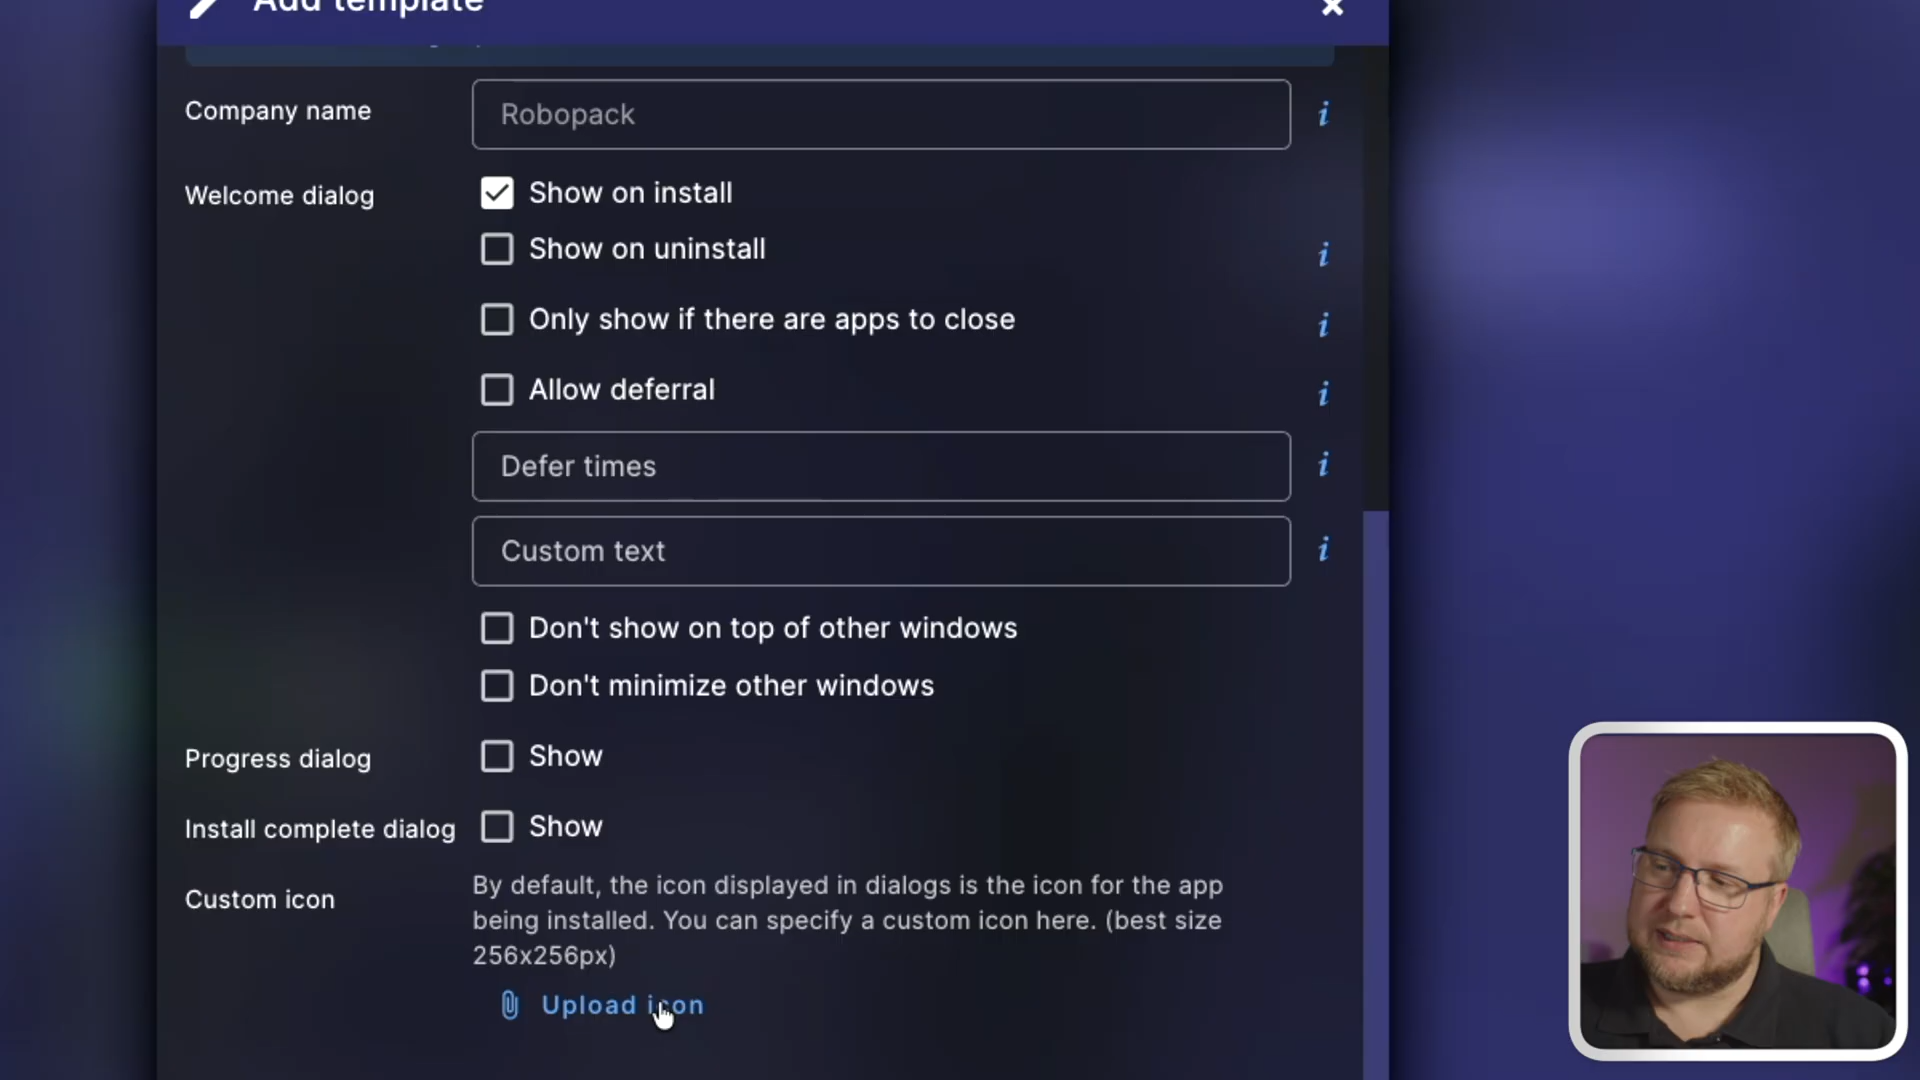 Add template
Company name
Robopack
Welcome dialog
Show on install
Show on uninstall
Only show if there are apps to close
Allow deferral
Defer times
Custom text
Don't show on top of other windows
Don't minimize other windows
Progress dialog
Show
Install complete dialog
Show
Custom icon
By default, the icon displayed in dialogs is the icon for the app
being installed. You can specify a custom icon here. (best size
256x256px)
Upload icon